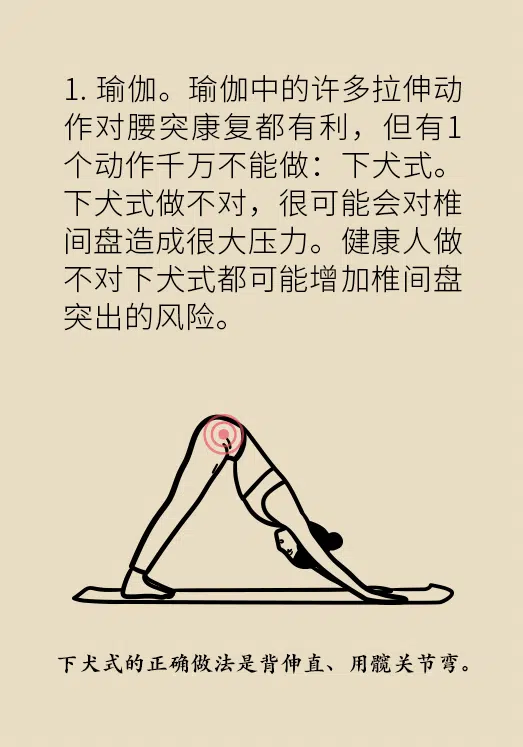 1. 瑜伽。瑜伽中的许多拉伸动
作对腰突康复都有利，但有1
个动作千万不能做：下犬式。
下犬式做不对，很可能会对椎
间盘造成很大压力。健康人做
不对下犬式都可能增加椎间盘
突出的风险。
下犬式的正确做法是背伸直、用髋关节弯。